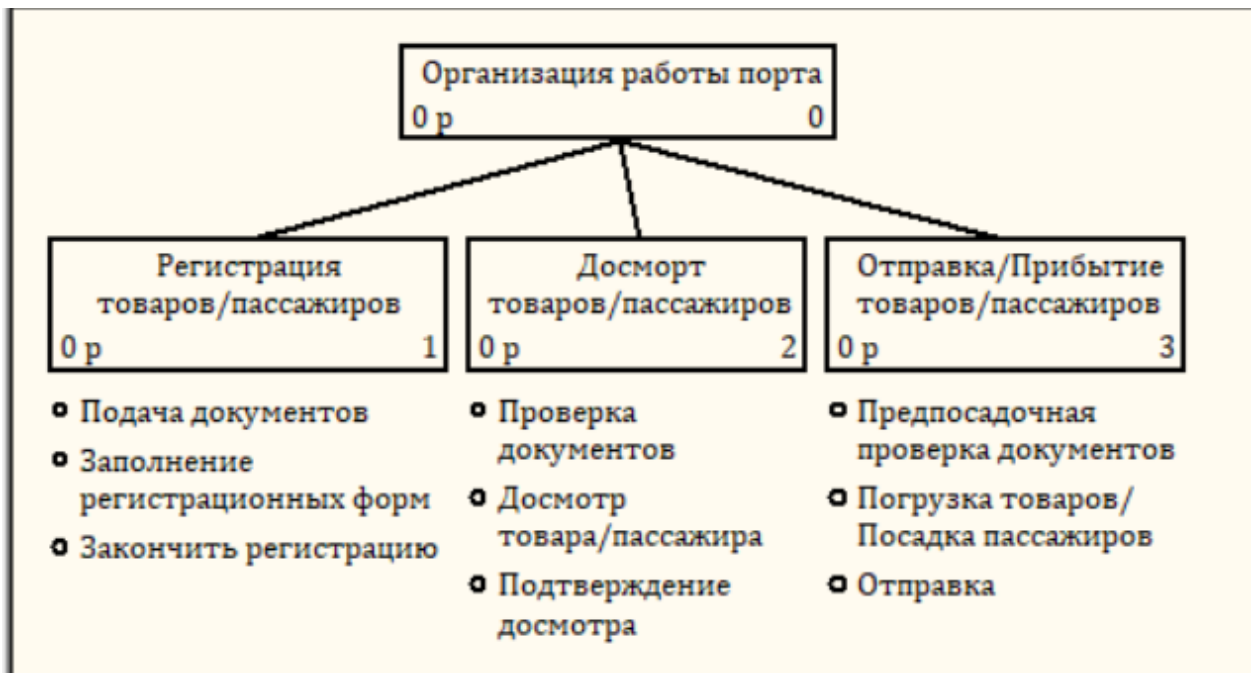 Организация работы порта
0 р 0
Регистрация
товаров/пассажиров
0 р 1
Досморт
товаров/пассажиров
0 р 2
Отправка/Прибытие
товаров/пассажиров
0 р 3
Подача документов
Заполнение
регистрационных форм
Закончить регистрацию
Проверка
документов
Досмотр
товара/пассажира
Подтверждение
досмотра
Предпосадочная
проверка документов
Погрузка товаров/
Посадка пассажиров
Отправка